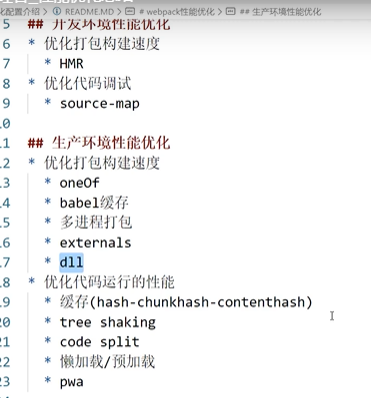 化配置介绍 > README.MD > # webpack性能优化 > ## 生产环境性能优化
5 ## 开发环境性能优化
6 * 优化打包构建速度
7 * HMR
8 * 优化代码调试
9 * source-map
10
11 ## 生产环境性能优化
12 * 优化打包构建速度
13 * oneOf
14 * babel缓存
15 * 多进程打包
16 * externals
17 * dll
18 * 优化代码运行的性能
19 * 缓存(hash-chunkhash-contenthash)
20 * tree shaking
21 * code split
22 * 懒加载/预加载
23 * pwa